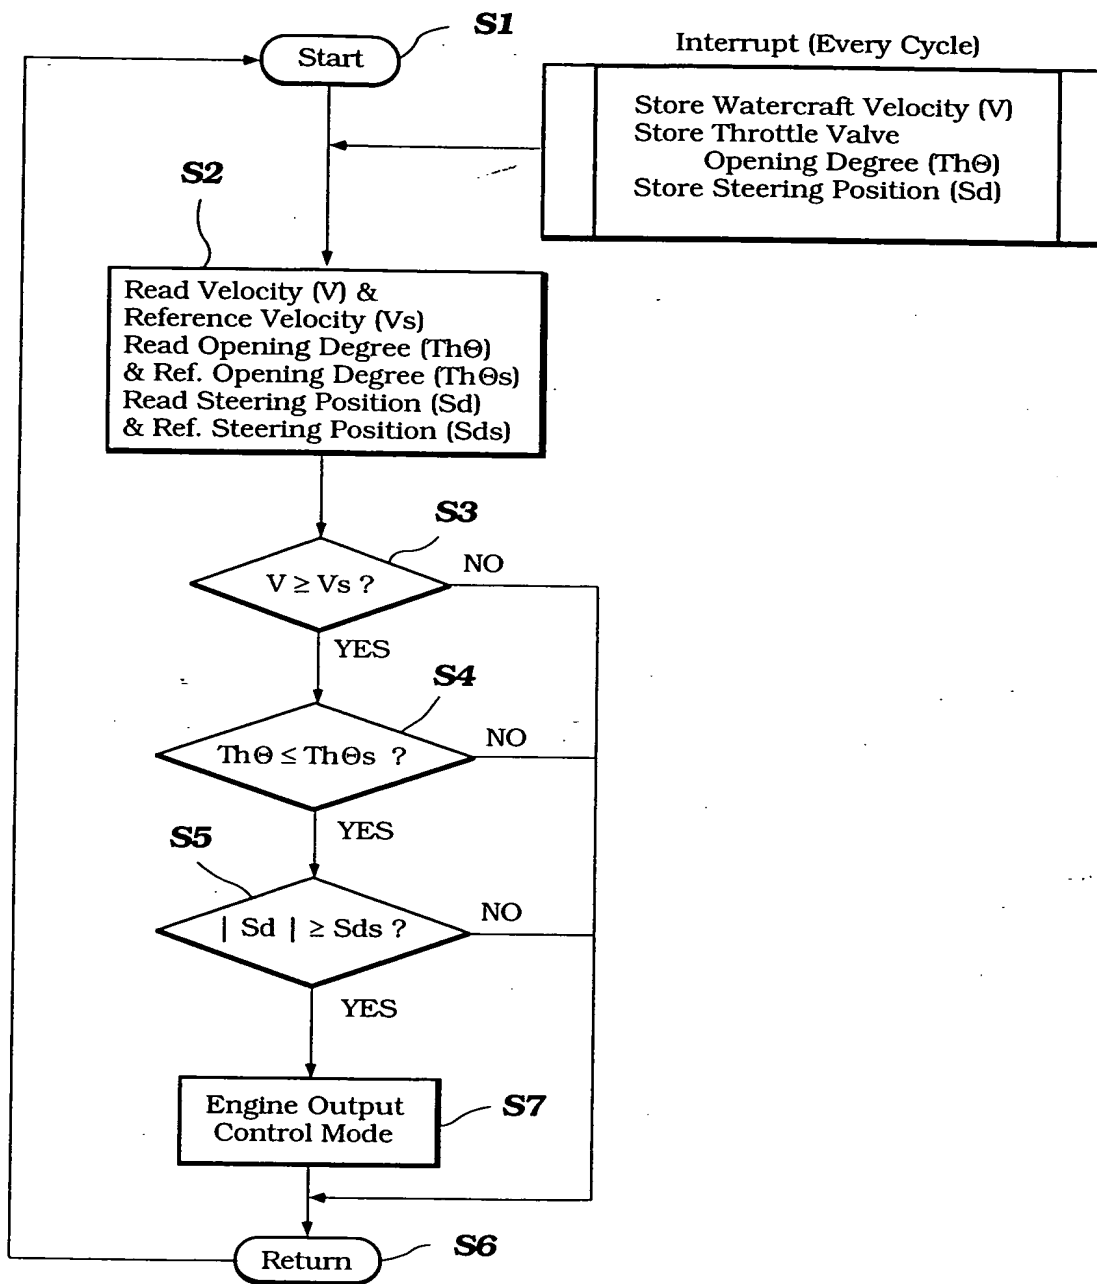 S1
Start
Interrupt (Every Cycle)
Store Watercraft Velocity (V)
Store Throttle Valve
Opening Degree (ThΘ)
Store Steering Position (Sd)
S2
Read Velocity (V) &
Reference Velocity (Vs)
Read Opening Degree (ThΘ)
& Ref. Opening Degree (ThΘs)
Read Steering Position (Sd)
& Ref. Steering Position (Sds)
S3
V ≥ Vs ?
NO
YES
S4
ThΘ ≤ ThΘs ?
NO
YES
S5
| Sd | ≥ Sds ?
NO
YES
Engine Output
Control Mode
S7
Return
S6